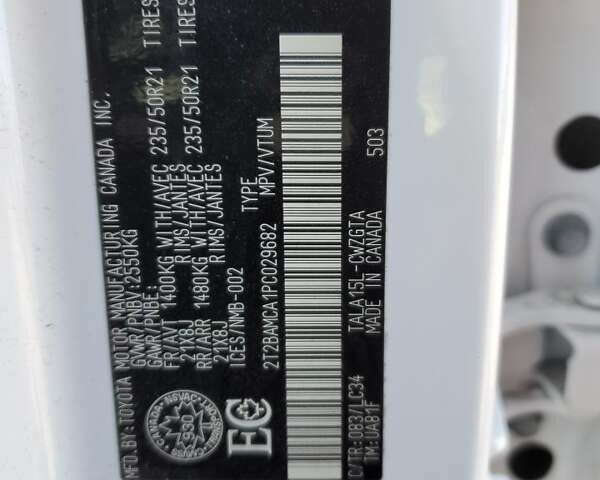 MFD.BY:TOYOTA MOTOR MANUFACTURING CANADA INC.
GVWR/PNBV:2550KG
GAWR/PNBE:
FR/AVT 1400KG WITH/AVEC 235/50R21 TIRES
21X8J RIMS/JANTES
RR/ARR 1480KG WITH/AVEC 235/50R21 TIRES
21X8J RIMS/JANTES
ICES/NMB-002
2T2BAMCA1PC029682 TYPE MPV/VTUM
EC
C/TR:083/LC34 TALA15L-CWZGTA 503
TM:UA81F MADE IN CANADA